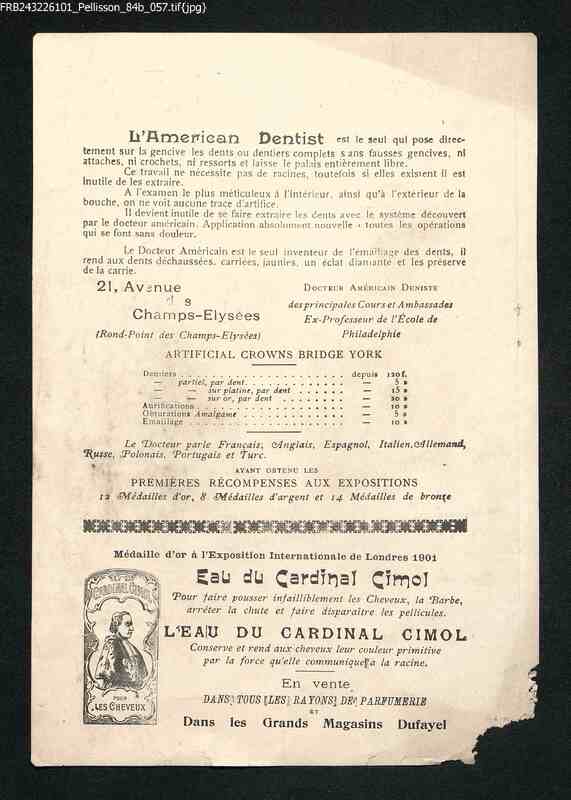 FRB243226101_Pellisson_84b_057.tif{jpg}
L'American Dentist est le seul qui pose direc-
tement sur la gencive les dents ou dentiers complets sans fausses gencives, ni
attaches, ni crochets, ni ressorts et laisse le palais entièrement libre.
Ce travail ne nécessite pas de racines, toutefois si elles existent il est
inutile de les extraire.
A l'examen le plus méticuleux à l'intérieur, ainsi qu'à l'extérieur de la
bouche, on ne voit aucune trace d'artifice.
Il devient inutile de se faire extraire les dents avec le système découvert
par le docteur américain. Application absolument nouvelle à toutes les opérations
qui se font sans douleur.
Le Docteur Américain est le seul inventeur de l'émaillage des dents, il
rend aux dents déchaussées, carriées, jaunies, un éclat diamanté et les préserve
de la carrie.
21, Avenue
d s
Champs-Elysées
(Rond-Point des Champs-Elysées)
Docteur Américain Deniste
des principales Cours et Ambassades
Ex-Professeur de l'École de
Philadelphie
ARTIFICIAL CROWNS BRIDGE YORK
Dentiers . . . . . . . . . . . . . depuis 120 f.
— partiel, par dent . . . . . . . . — 5 »
— — sur platine, par dent . . . . . — 15 »
— — sur or, par dent . . . . . . — 20 »
Aurifications . . . . . . . . . . . . — 10 »
Obturations Amalgame . . . . . . . . — 5 »
Emaillage . . . . . . . . . . . . . — 10 »
Le Docteur parle Français, Anglais, Espagnol, Italien, Allemand,
Russe, Polonais, Portugais et Turc.
AYANT OBTENU LES
PREMIÈRES RÉCOMPENSES AUX EXPOSITIONS
12 Médailles d'or, 8 Médailles d'argent et 14 Médailles de bronze
Médaille d'or à l'Exposition Internationale de Londres 1901
Eau du Cardinal Cimol
Pour faire pousser infailliblement les Cheveux, la Barbe,
arrêter la chute et faire disparaître les pellicules.
L'EAU DU CARDINAL CIMOL
Conserve et rend aux cheveux leur couleur primitive
par la force qu'elle communique à la racine.
En vente
DANS TOUS LES RAYONS DE PARFUMERIE
ET
Dans les Grands Magasins Dufayel
CARDINAL CIMOL
POUR
LES CHEVEUX